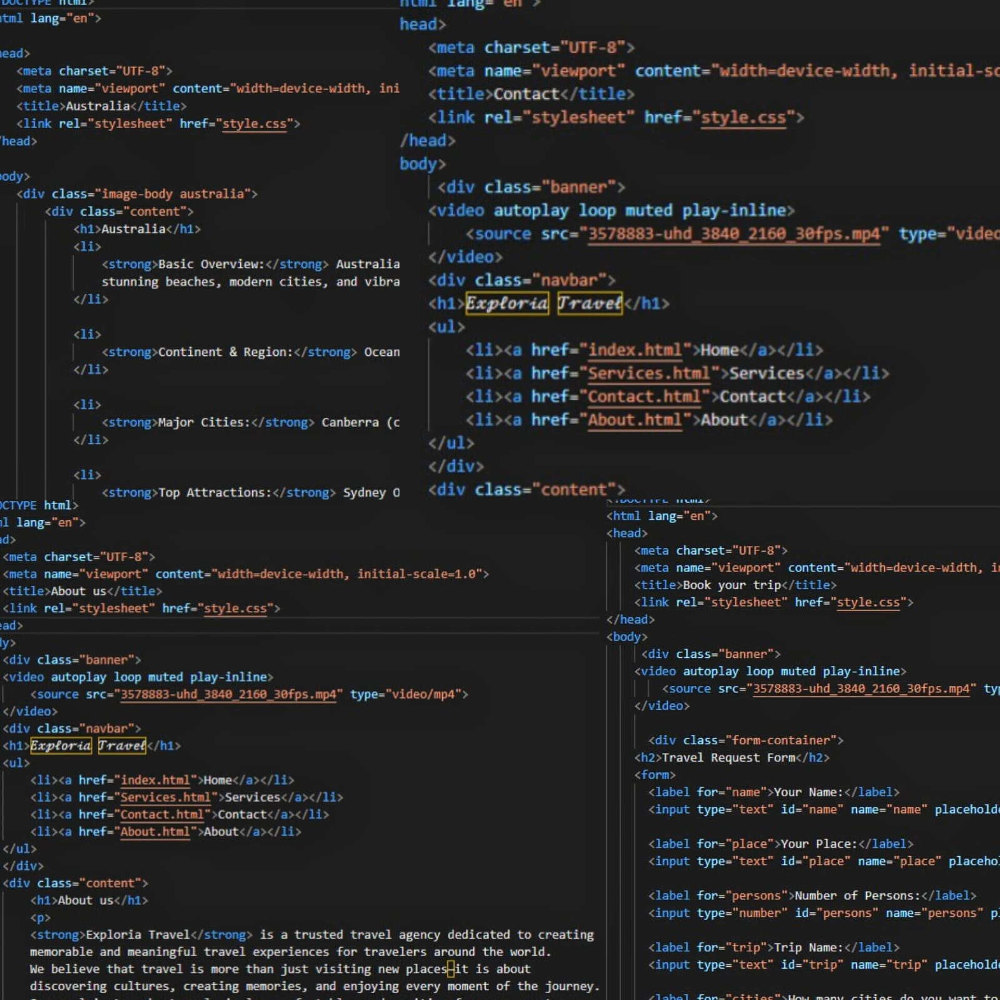 DOCTYPE html>
html lang="en">
head>
<meta charset="UTF-8">
<meta name="viewport" content="width=device-width, ini
<title>Australia</title>
<link rel="stylesheet" href="style.css">
/head>
body>
<div class="image-body australia">
<div class="content">
<h1>Australia</h1>
<li>
<strong>Basic Overview:</strong> Australia
stunning beaches, modern cities, and vibra
</li>
<li>
<strong>Continent & Region:</strong> Ocean
</li>
<li>
<strong>Major Cities:</strong> Canberra (c
</li>
<li>
<strong>Top Attractions:</strong> Sydney O
html lang="en">
head>
<meta charset="UTF-8">
<meta name="viewport" content="width=device-width, initial-sc
<title>Contact</title>
<link rel="stylesheet" href="style.css">
/head>
body>
<div class="banner">
<video autoplay loop muted play-inline>
<source src="3578883-uhd_3840_2160_30fps.mp4" type="video
</video>
<div class="navbar">
<h1>𝓔𝔁𝓹𝓵𝓸𝓻𝓲𝓪 𝓣𝓻𝓪𝓿𝓮𝓵</h1>
<ul>
<li><a href="index.html">Home</a></li>
<li><a href="Services.html">Services</a></li>
<li><a href="Contact.html">Contact</a></li>
<li><a href="About.html">About</a></li>
</ul>
</div>
<div class="content">
OCTYPE html>
ml lang="en">
ad>
<meta charset="UTF-8">
<meta name="viewport" content="width=device-width, initial-scale=1.0">
<title>About us</title>
<link rel="stylesheet" href="style.css">
ead>
dy>
<div class="banner">
<video autoplay loop muted play-inline>
<source src="3578883-uhd_3840_2160_30fps.mp4" type="video/mp4">
</video>
<div class="navbar">
<h1>𝓔𝔁𝓹𝓵𝓸𝓻𝓲𝓪 𝓣𝓻𝓪𝓿𝓮𝓵</h1>
<ul>
<li><a href="index.html">Home</a></li>
<li><a href="Services.html">Services</a></li>
<li><a href="Contact.html">Contact</a></li>
<li><a href="About.html">About</a></li>
</ul>
</div>
<div class="content">
<h1>About us</h1>
<p>
<strong>Exploria Travel</strong> is a trusted travel agency dedicated to creating
memorable and meaningful travel experiences for travelers around the world.
We believe that travel is more than just visiting new places–it is about
discovering cultures, creating memories, and enjoying every moment of the journey.
<!DOCTYPE html>
<html lang="en">
<head>
<meta charset="UTF-8">
<meta name="viewport" content="width=device-width, in
<title>Book your trip</title>
<link rel="stylesheet" href="style.css">
</head>
<body>
<div class="banner">
<video autoplay loop muted play-inline>
<source src="3578883-uhd_3840_2160_30fps.mp4" typ
</video>
<div class="form-container">
<h2>Travel Request Form</h2>
<form>
<label for="name">Your Name:</label>
<input type="text" id="name" name="name" placeholde
<label for="place">Your Place:</label>
<input type="text" id="place" name="place" placehol
<label for="persons">Number of Persons:</label>
<input type="number" id="persons" name="persons" pl
<label for="trip">Trip Name:</label>
<input type="text" id="trip" name="trip" placeholde
<label for="cities">How many cities do you want to